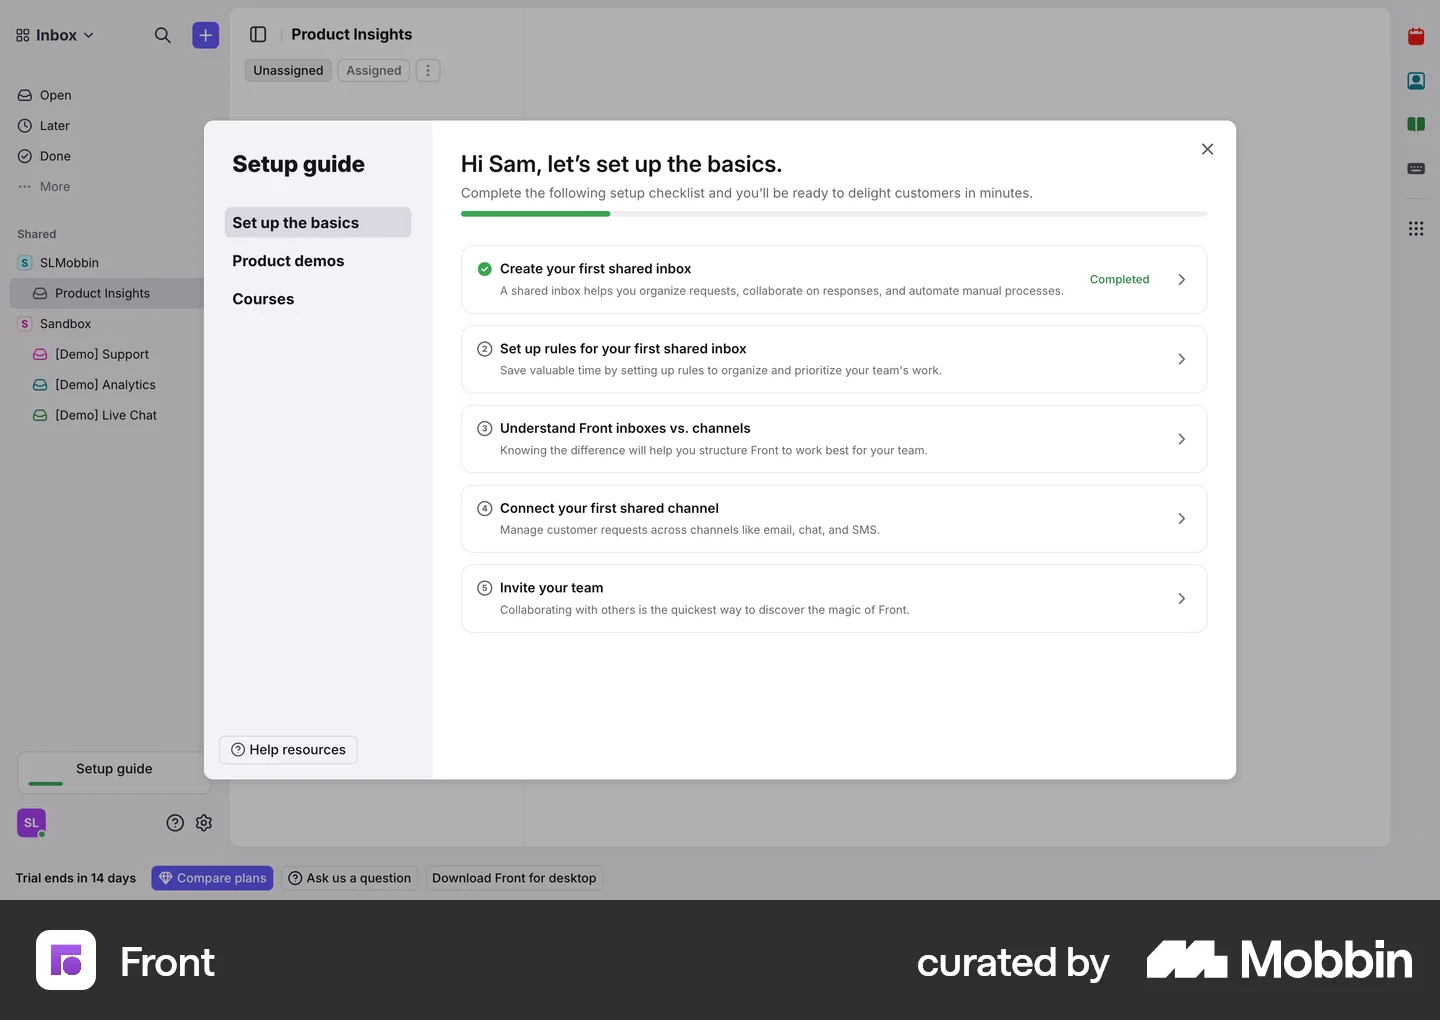 Inbox
Product Insights
Unassigned
Assigned
Open
Later
Done
More
Shared
S SLMobbin
Product Insights
S Sandbox
[Demo] Support
[Demo] Analytics
[Demo] Live Chat
Setup guide
SL
Setup guide
Set up the basics
Product demos
Courses
Help resources
Hi Sam, let’s set up the basics.
Complete the following setup checklist and you’ll be ready to delight customers in minutes.
Create your first shared inbox
A shared inbox helps you organize requests, collaborate on responses, and automate manual processes.
Completed
2 Set up rules for your first shared inbox
Save valuable time by setting up rules to organize and prioritize your team's work.
3 Understand Front inboxes vs. channels
Knowing the difference will help you structure Front to work best for your team.
4 Connect your first shared channel
Manage customer requests across channels like email, chat, and SMS.
5 Invite your team
Collaborating with others is the quickest way to discover the magic of Front.
Trial ends in 14 days
Compare plans
Ask us a question
Download Front for desktop
Front
curated by
Mobbin